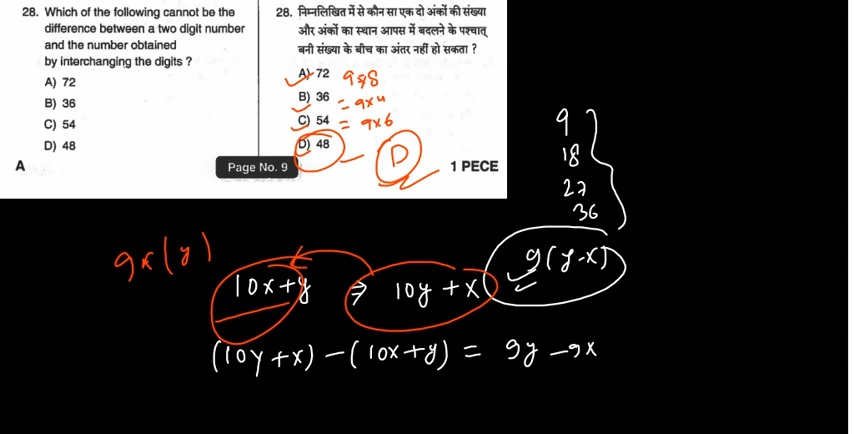 28. Which of the following cannot be the
difference between a two digit number
and the number obtained
by interchanging the digits ?
A) 72
B) 36
C) 54
D) 48
A
28. निम्नलिखित में से कौन सा एक दो अंकों की संख्या
और अंकों का स्थान आपस में बदलने के पश्चात्
बनी संख्या के बीच का अंतर नहीं हो सकता ?
A) 72 9x8
B) 36 = 9x4
C) 54 = 9x6
D) 48 D
Page No. 9
1 PECE
9
18
27
36
9x(y)
10x+y ⇒ 10y+x 9(y-x)
(10y+x) - (10x+y) = 9y - 9x